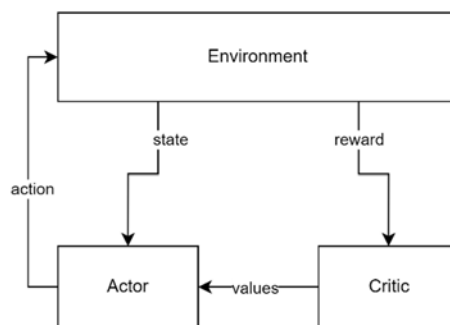 Environment
state
reward
action
Actor
values
Critic